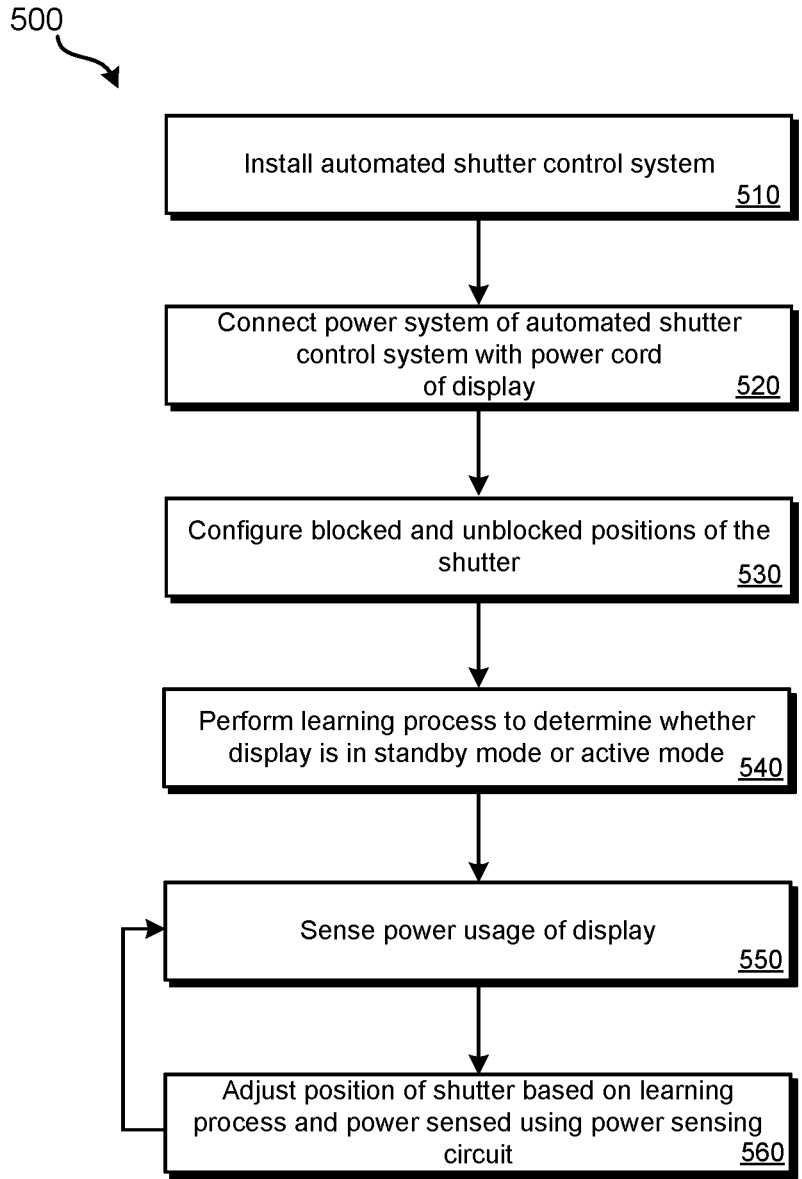 500
Install automated shutter control system
510
Connect power system of automated shutter
control system with power cord
of display
520
Configure blocked and unblocked positions of the
shutter
530
Perform learning process to determine whether
display is in standby mode or active mode
540
Sense power usage of display
550
Adjust position of shutter based on learning
process and power sensed using power sensing
circuit
560